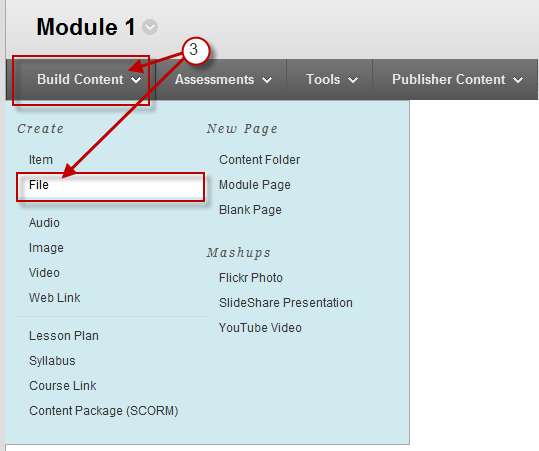 Module 1
3
Build Content
Assessments
Tools
Publisher Content
Create
Item
File
Audio
Image
Video
Web Link
Lesson Plan
Syllabus
Course Link
Content Package (SCORM)
New Page
Content Folder
Module Page
Blank Page
Mashups
Flickr Photo
SlideShare Presentation
YouTube Video